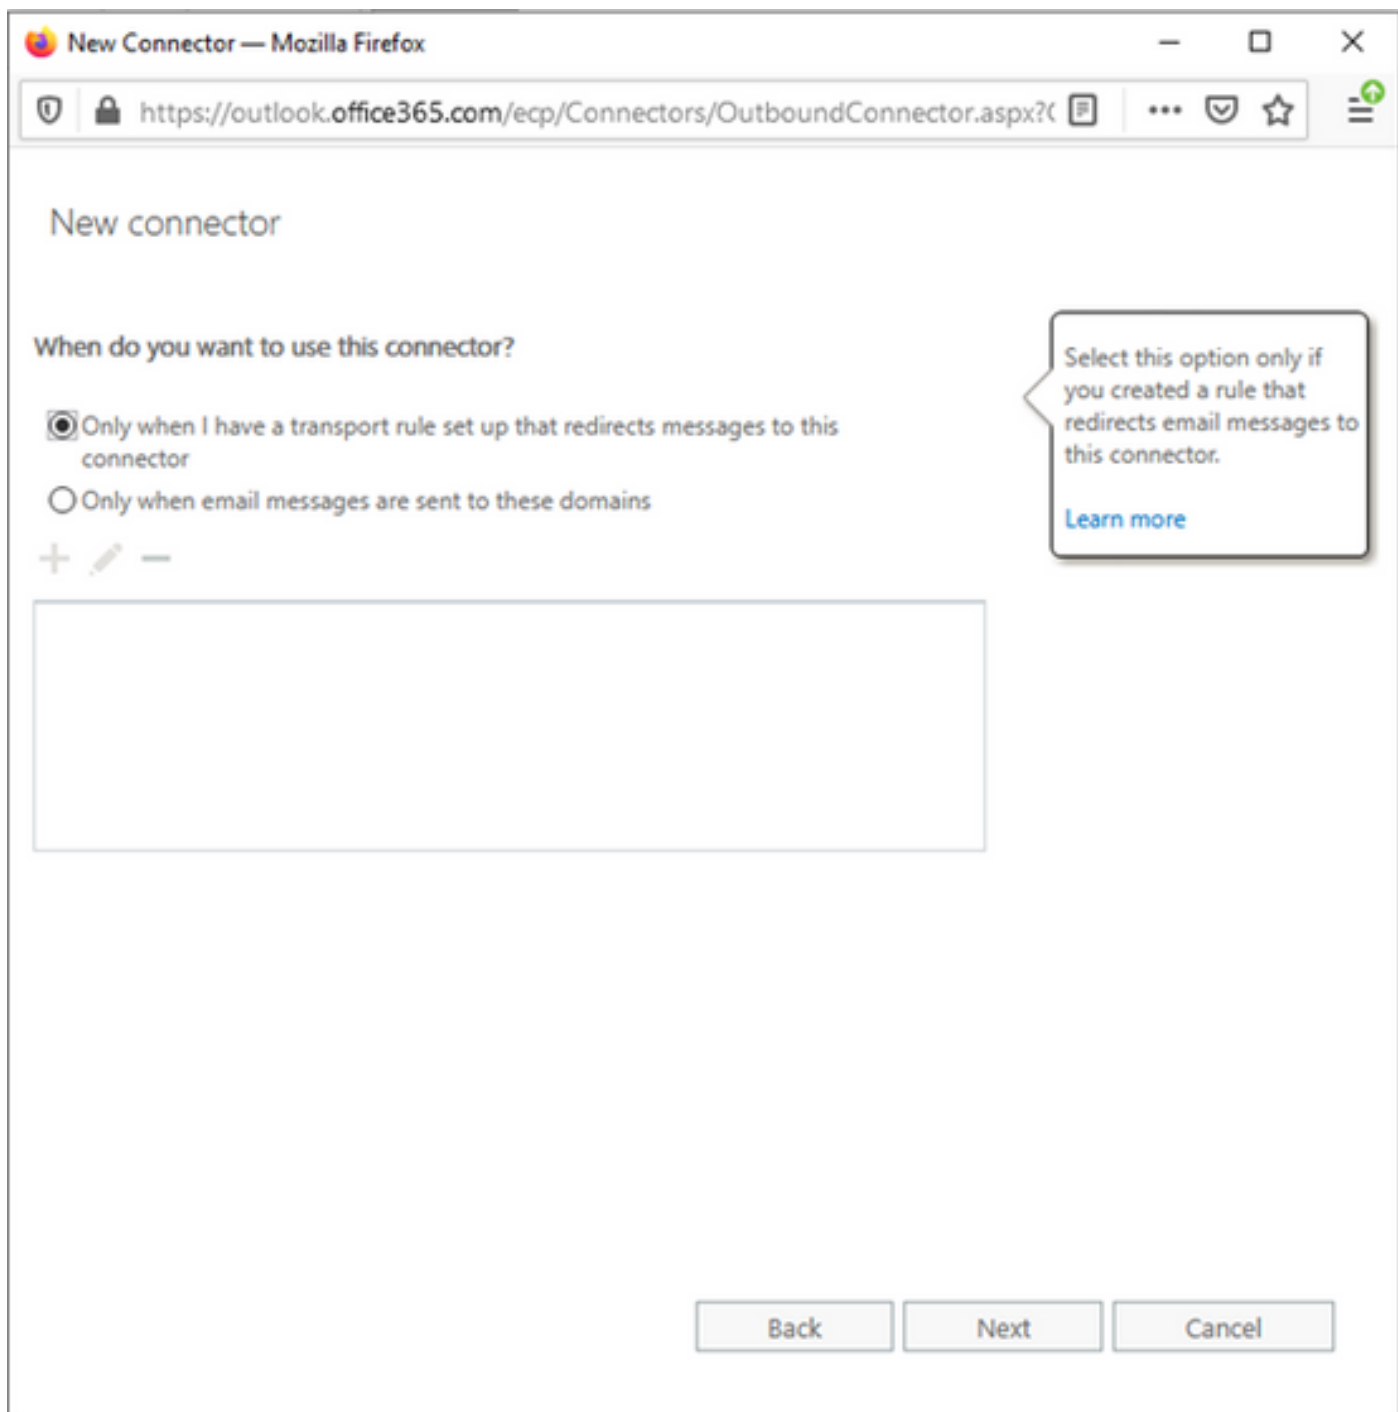 New Connector — Mozilla Firefox
https://outlook.office365.com/ecp/Connectors/OutboundConnector.aspx?(
New connector
When do you want to use this connector?
Only when I have a transport rule set up that redirects messages to this
connector
Only when email messages are sent to these domains
Select this option only if
you created a rule that
redirects email messages to
this connector.
Learn more
Back
Next
Cancel